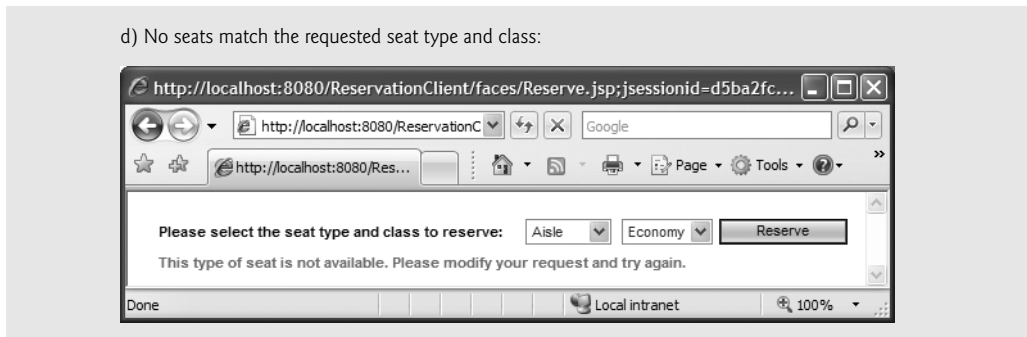 d) No seats match the requested seat type and class:
http://localhost:8080/ReservationClient/faces/Reserve.jsp;jsessionid=d5ba2fc...
http://localhost:8080/ReservationC
Google
http://localhost:8080/Res...
Page
Tools
»
Please select the seat type and class to reserve: Aisle Economy Reserve
This type of seat is not available. Please modify your request and try again.
Done
Local intranet
100%